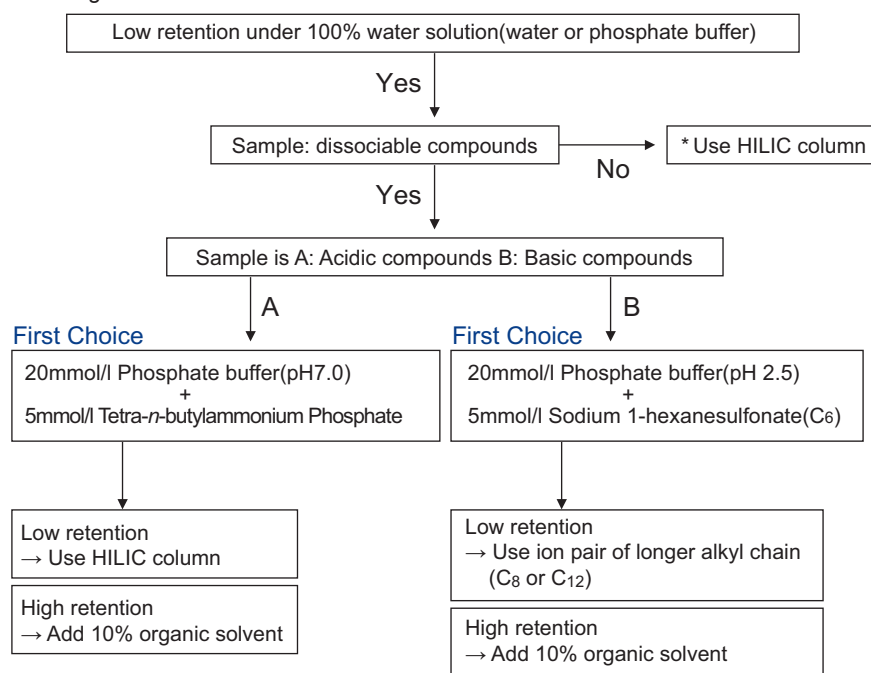 Low retention under 100% water solution(water or phosphate buffer)
Yes
Sample: dissociable compounds
No
* Use HILIC column
Yes
Sample is A: Acidic compounds B: Basic compounds
A
B
First Choice
20mmol/l Phosphate buffer(pH7.0)
+
5mmol/l Tetra-n-butylammonium Phosphate
First Choice
20mmol/l Phosphate buffer(pH 2.5)
+
5mmol/l Sodium 1-hexanesulfonate(C6)
Low retention
→ Use HILIC column
High retention
→ Add 10% organic solvent
Low retention
→ Use ion pair of longer alkyl chain
(C8 or C12)
High retention
→ Add 10% organic solvent